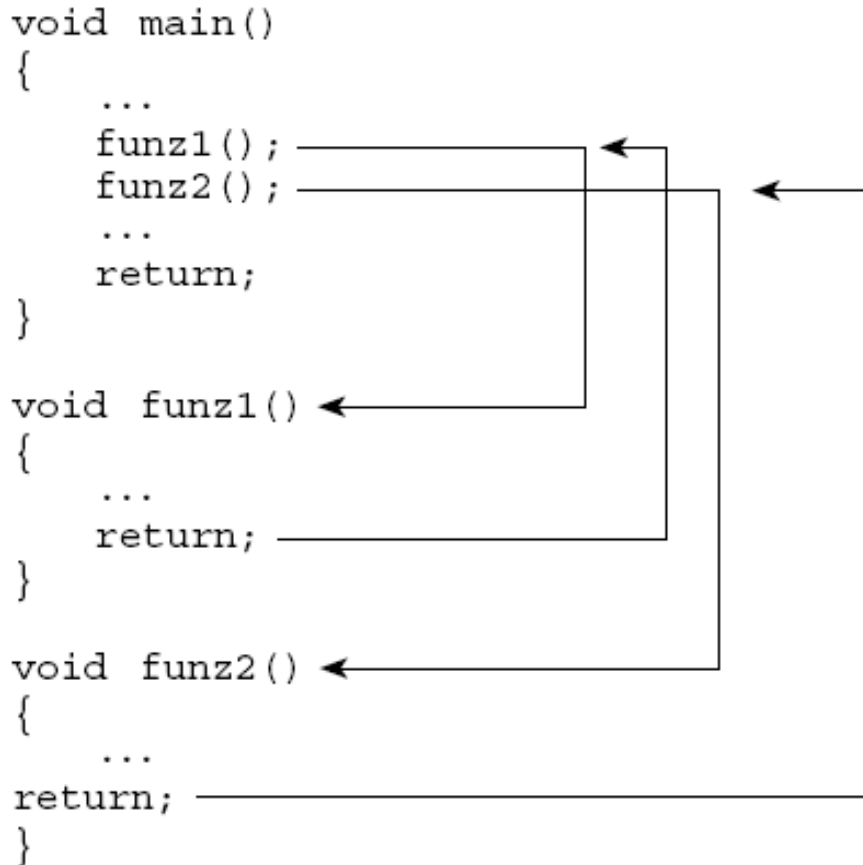 void main()
{
...
funz1();
funz2();
...
return;
}
void funz1()
{
...
return;
}
void funz2()
{
...
return;
}